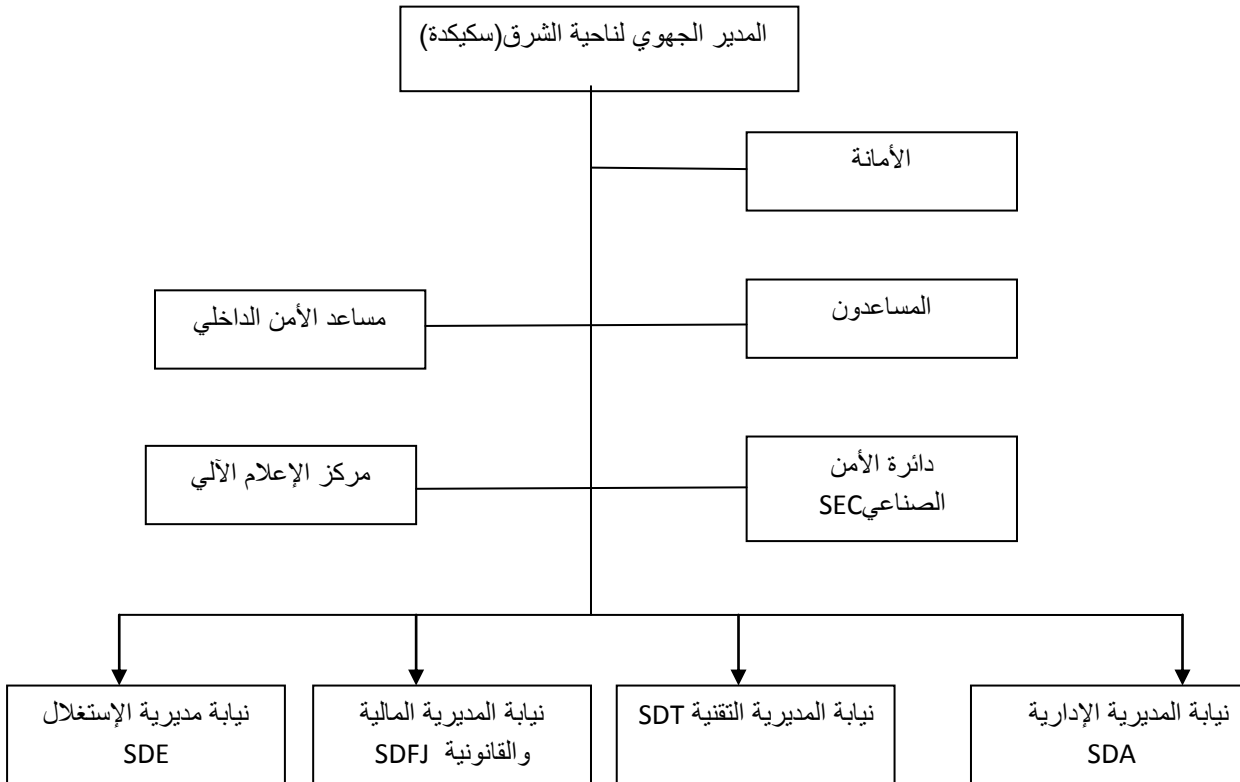 المدير الجهوي لناحية الشرق(سكيكدة)
الأمانة
المساعدون
مساعد الأمن الداخلي
دائرة الأمن
الصناعيSEC
مركز الإعلام الآلي
نيابة المديرية الإدارية
SDA
نيابة المديرية التقنية SDT
نيابة المديرية المالية
والقانونية SDFJ
نيابة مديرية الإستغلال
SDE